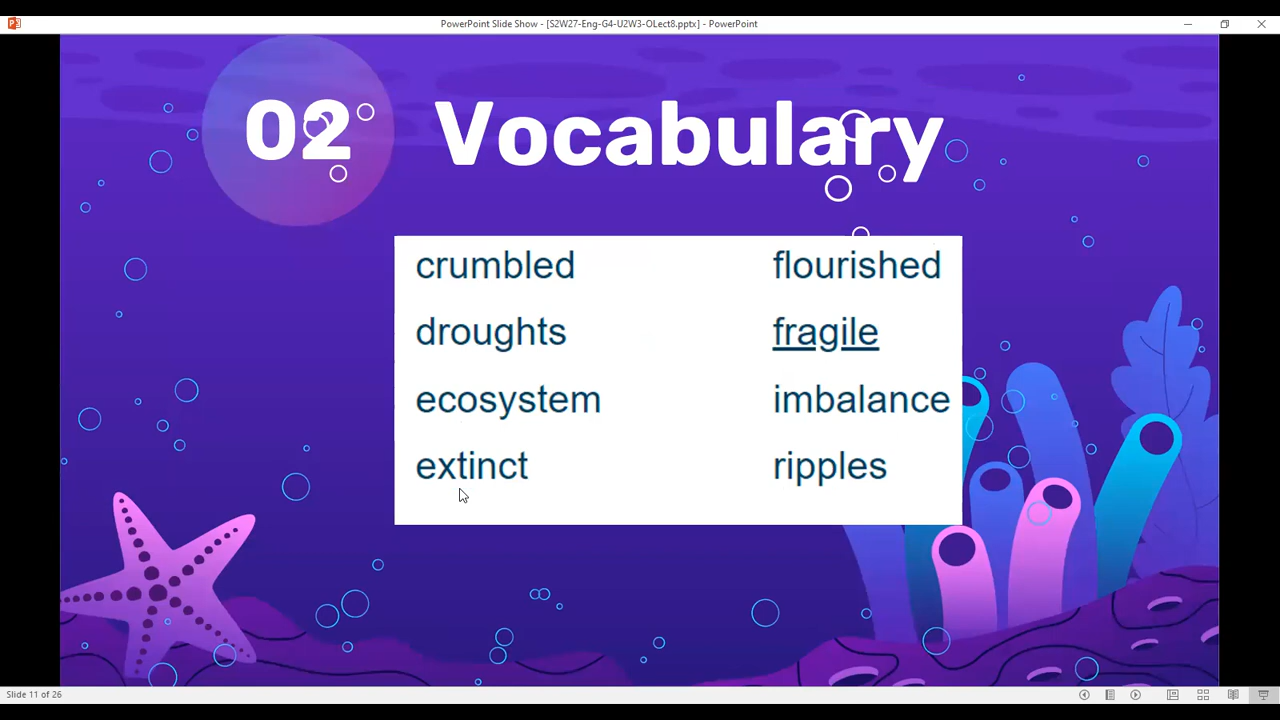 PowerPoint Slide Show - [S2W27-Eng-G4-U2W3-OLect8.pptx] - PowerPoint
02 Vocabulary
crumbled flourished
droughts fragile
ecosystem imbalance
extinct ripples
Slide 11 of 26